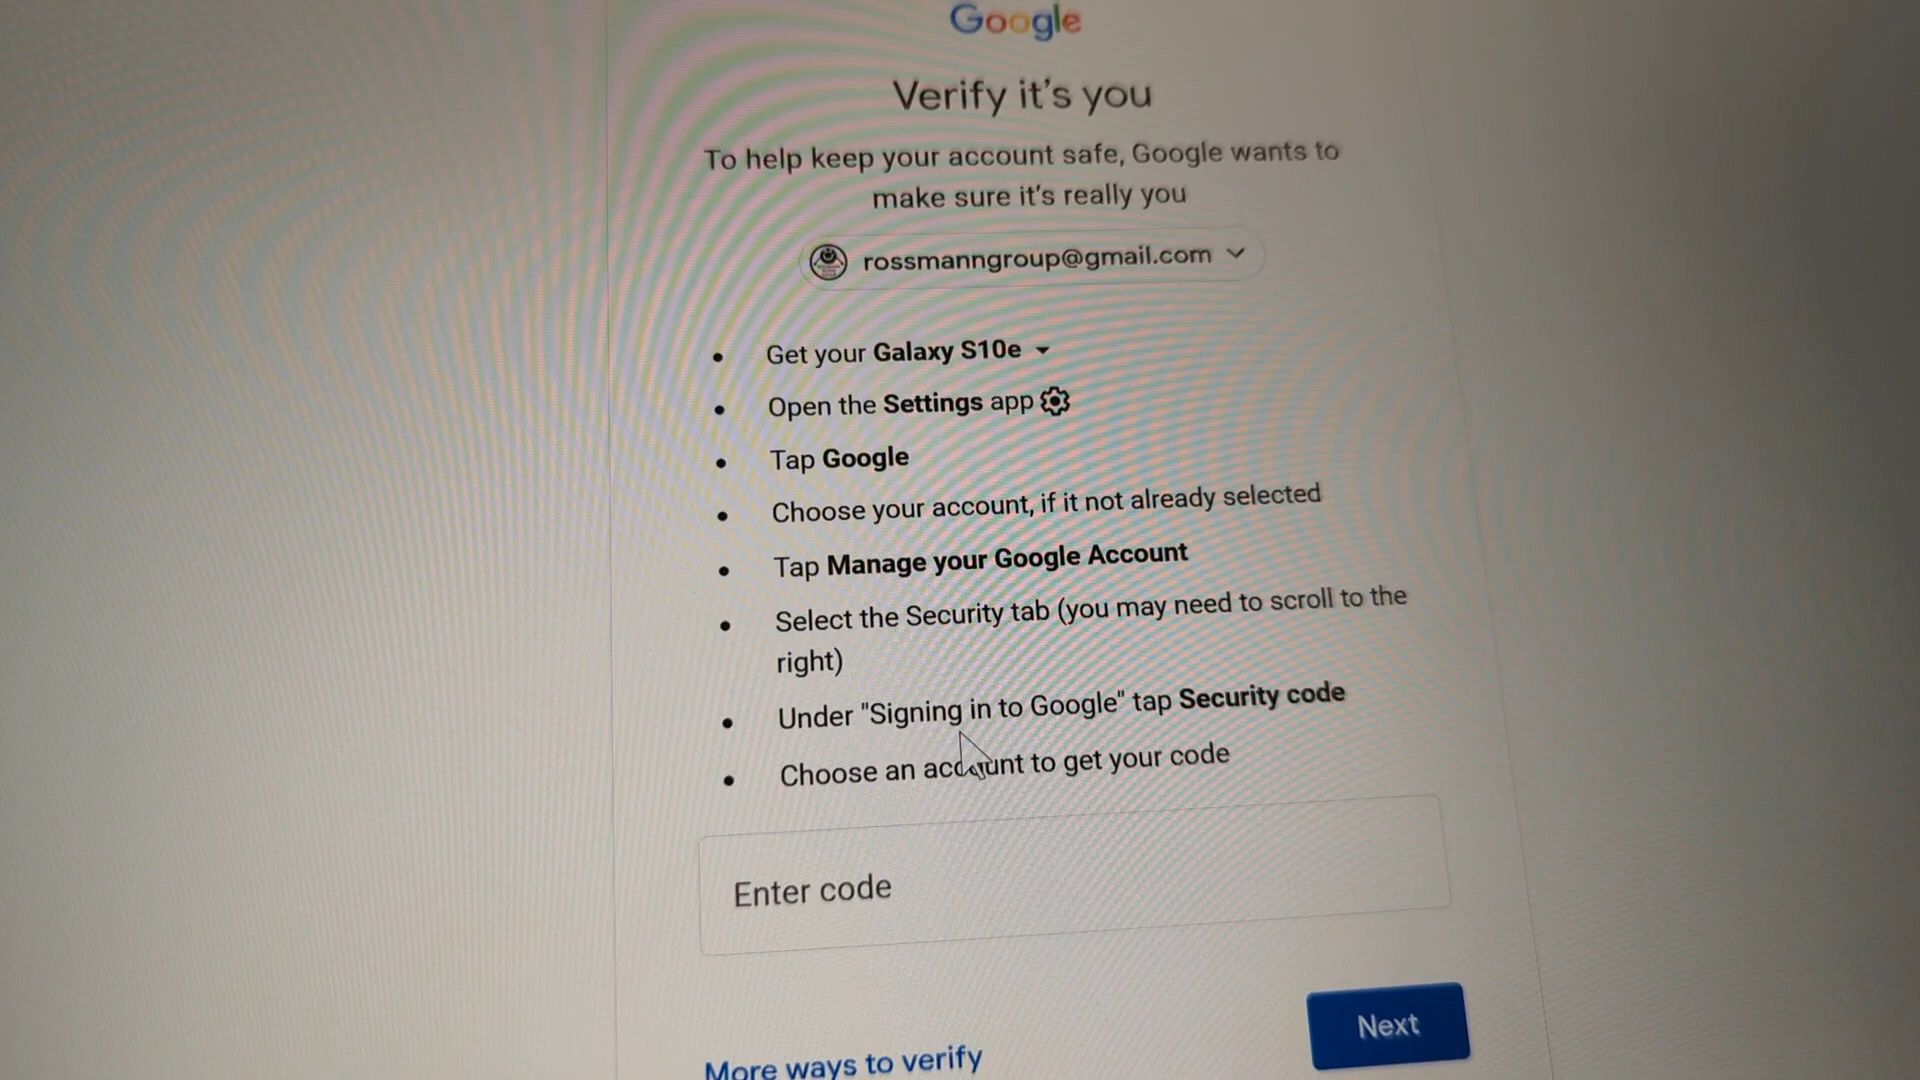 Google
Verify it's you
To help keep your account safe, Google wants to
make sure it's really you
rossmanngroup@gmail.com
Get your Galaxy S10e
Open the Settings app
Tap Google
Choose your account, if it not already selected
Tap Manage your Google Account
Select the Security tab (you may need to scroll to the
right)
Under "Signing in to Google" tap Security code
Choose an account to get your code
Enter code
Next
More ways to verify